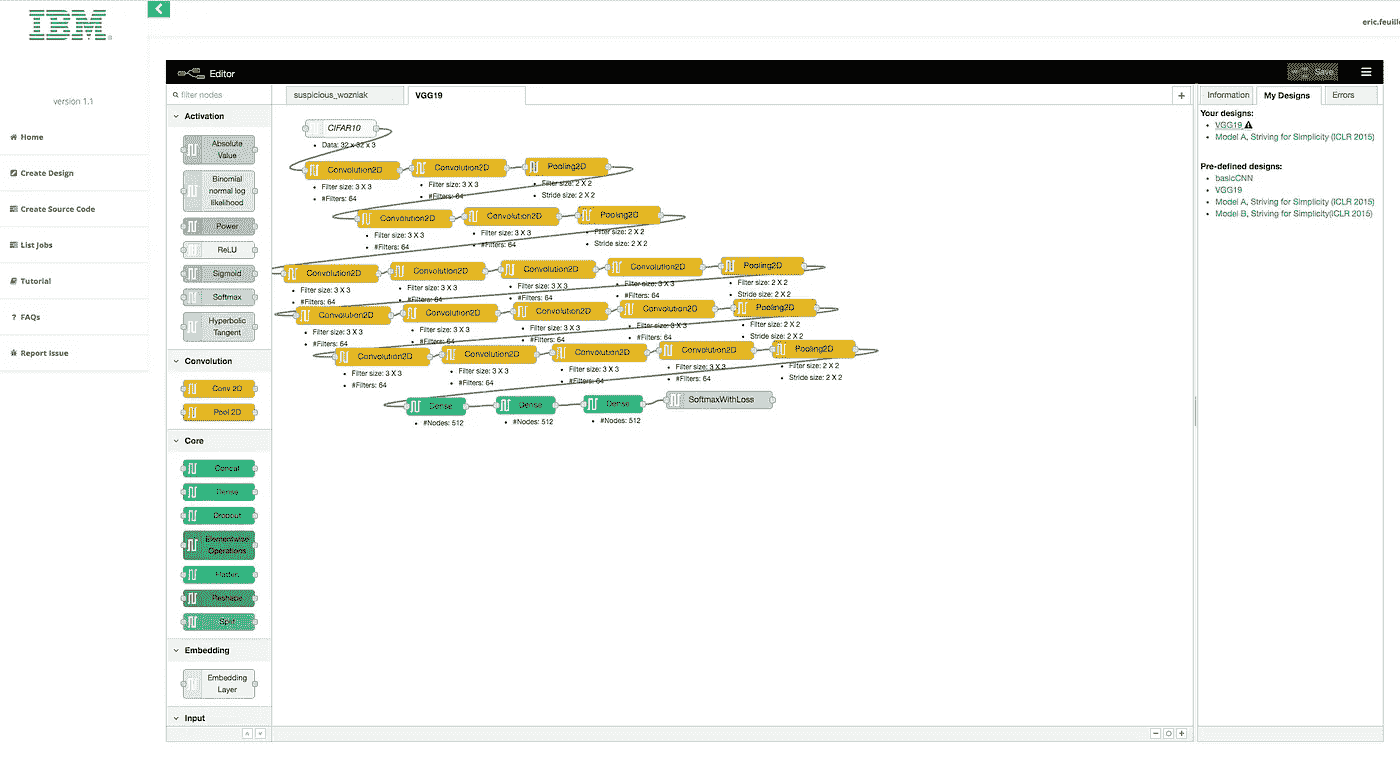 IBM
eric.feuill
version 1.1
Home
Create Design
Create Source Code
List Jobs
Tutorial
? FAQs
Report Issue
Editor
Save
filter nodes
Activation
Absolute
Value
Binomial
normal log
likelihood
Power
ReLU
Sigmoid
Softmax
Hyperbolic
Tangent
Convolution
Conv 2D
Pool 2D
Core
Concat
Dense
Dropout
Elementwise
Operations
Flatten
Reshape
Split
Embedding
Embedding
Layer
Input
suspicious_wozniak
VGG19
+
CIFAR10
• Data: 32 x 32 x 3
Convolution2D Convolution2D Pooling2D
• Filter size: 3 X 3 • Filter size: 3 X 3 • Filter size: 2 X 2
• #Filters: 64 • #Filters: 64 • Stride size: 2 X 2
Convolution2D Convolution2D Pooling2D
• Filter size: 3 X 3 • Filter size: 3 X 3 • Filter size: 2 X 2
• #Filters: 64 • #Filters: 64 • Stride size: 2 X 2
Convolution2D Convolution2D Convolution2D Convolution2D Pooling2D
• Filter size: 3 X 3 • Filter size: 3 X 3 • Filter size: 3 X 3 • Filter size: 3 X 3 • Filter size: 2 X 2
• #Filters: 64 • #Filters: 64 • #Filters: 64 • #Filters: 64 • Stride size: 2 X 2
Convolution2D Convolution2D Convolution2D Convolution2D Pooling2D
• Filter size: 3 X 3 • Filter size: 3 X 3 • Filter size: 3 X 3 • Filter size: 3 X 3 • Filter size: 2 X 2
• #Filters: 64 • #Filters: 64 • #Filters: 64 • #Filters: 64 • Stride size: 2 X 2
Convolution2D Convolution2D Convolution2D Convolution2D Pooling2D
• Filter size: 3 X 3 • Filter size: 3 X 3 • Filter size: 3 X 3 • Filter size: 3 X 3 • Filter size: 2 X 2
• #Filters: 64 • #Filters: 64 • #Filters: 64 • #Filters: 64 • Stride size: 2 X 2
Dense Dense Dense SoftmaxWithLoss
• #Nodes: 512 • #Nodes: 512 • #Nodes: 512
Information My Designs Errors
Your designs:
• VGG19
• Model A, Striving for Simplicity (ICLR 2015)
Pre-defined designs:
• basicCNN
• VGG19
• Model A, Striving for Simplicity(ICLR 2015)
• Model B, Striving for Simplicity(ICLR 2015)